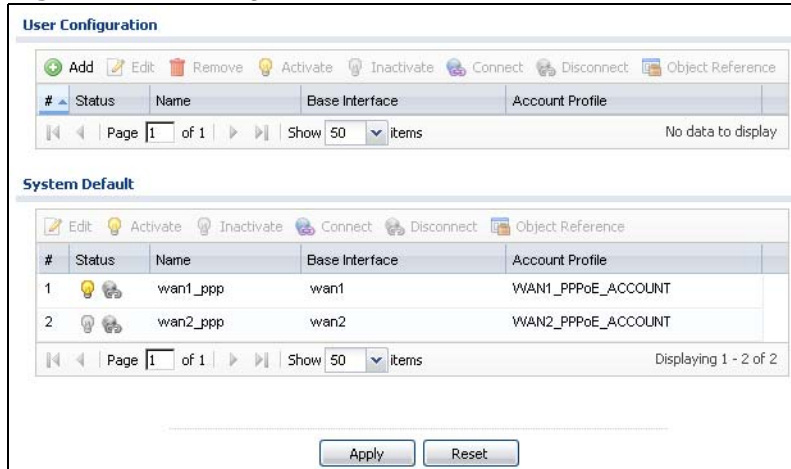 User Configuration
Add Edit Remove Activate Inactivate Connect Disconnect Object Reference
# Status Name Base Interface Account Profile
Page 1 of 1 Show 50 items No data to display
System Default
Edit Activate Inactivate Connect Disconnect Object Reference
# Status Name Base Interface Account Profile
1 wan1_ppp wan1 WAN1_PPPoE_ACCOUNT
2 wan2_ppp wan2 WAN2_PPPoE_ACCOUNT
Page 1 of 1 Show 50 items Displaying 1 - 2 of 2
Apply Reset